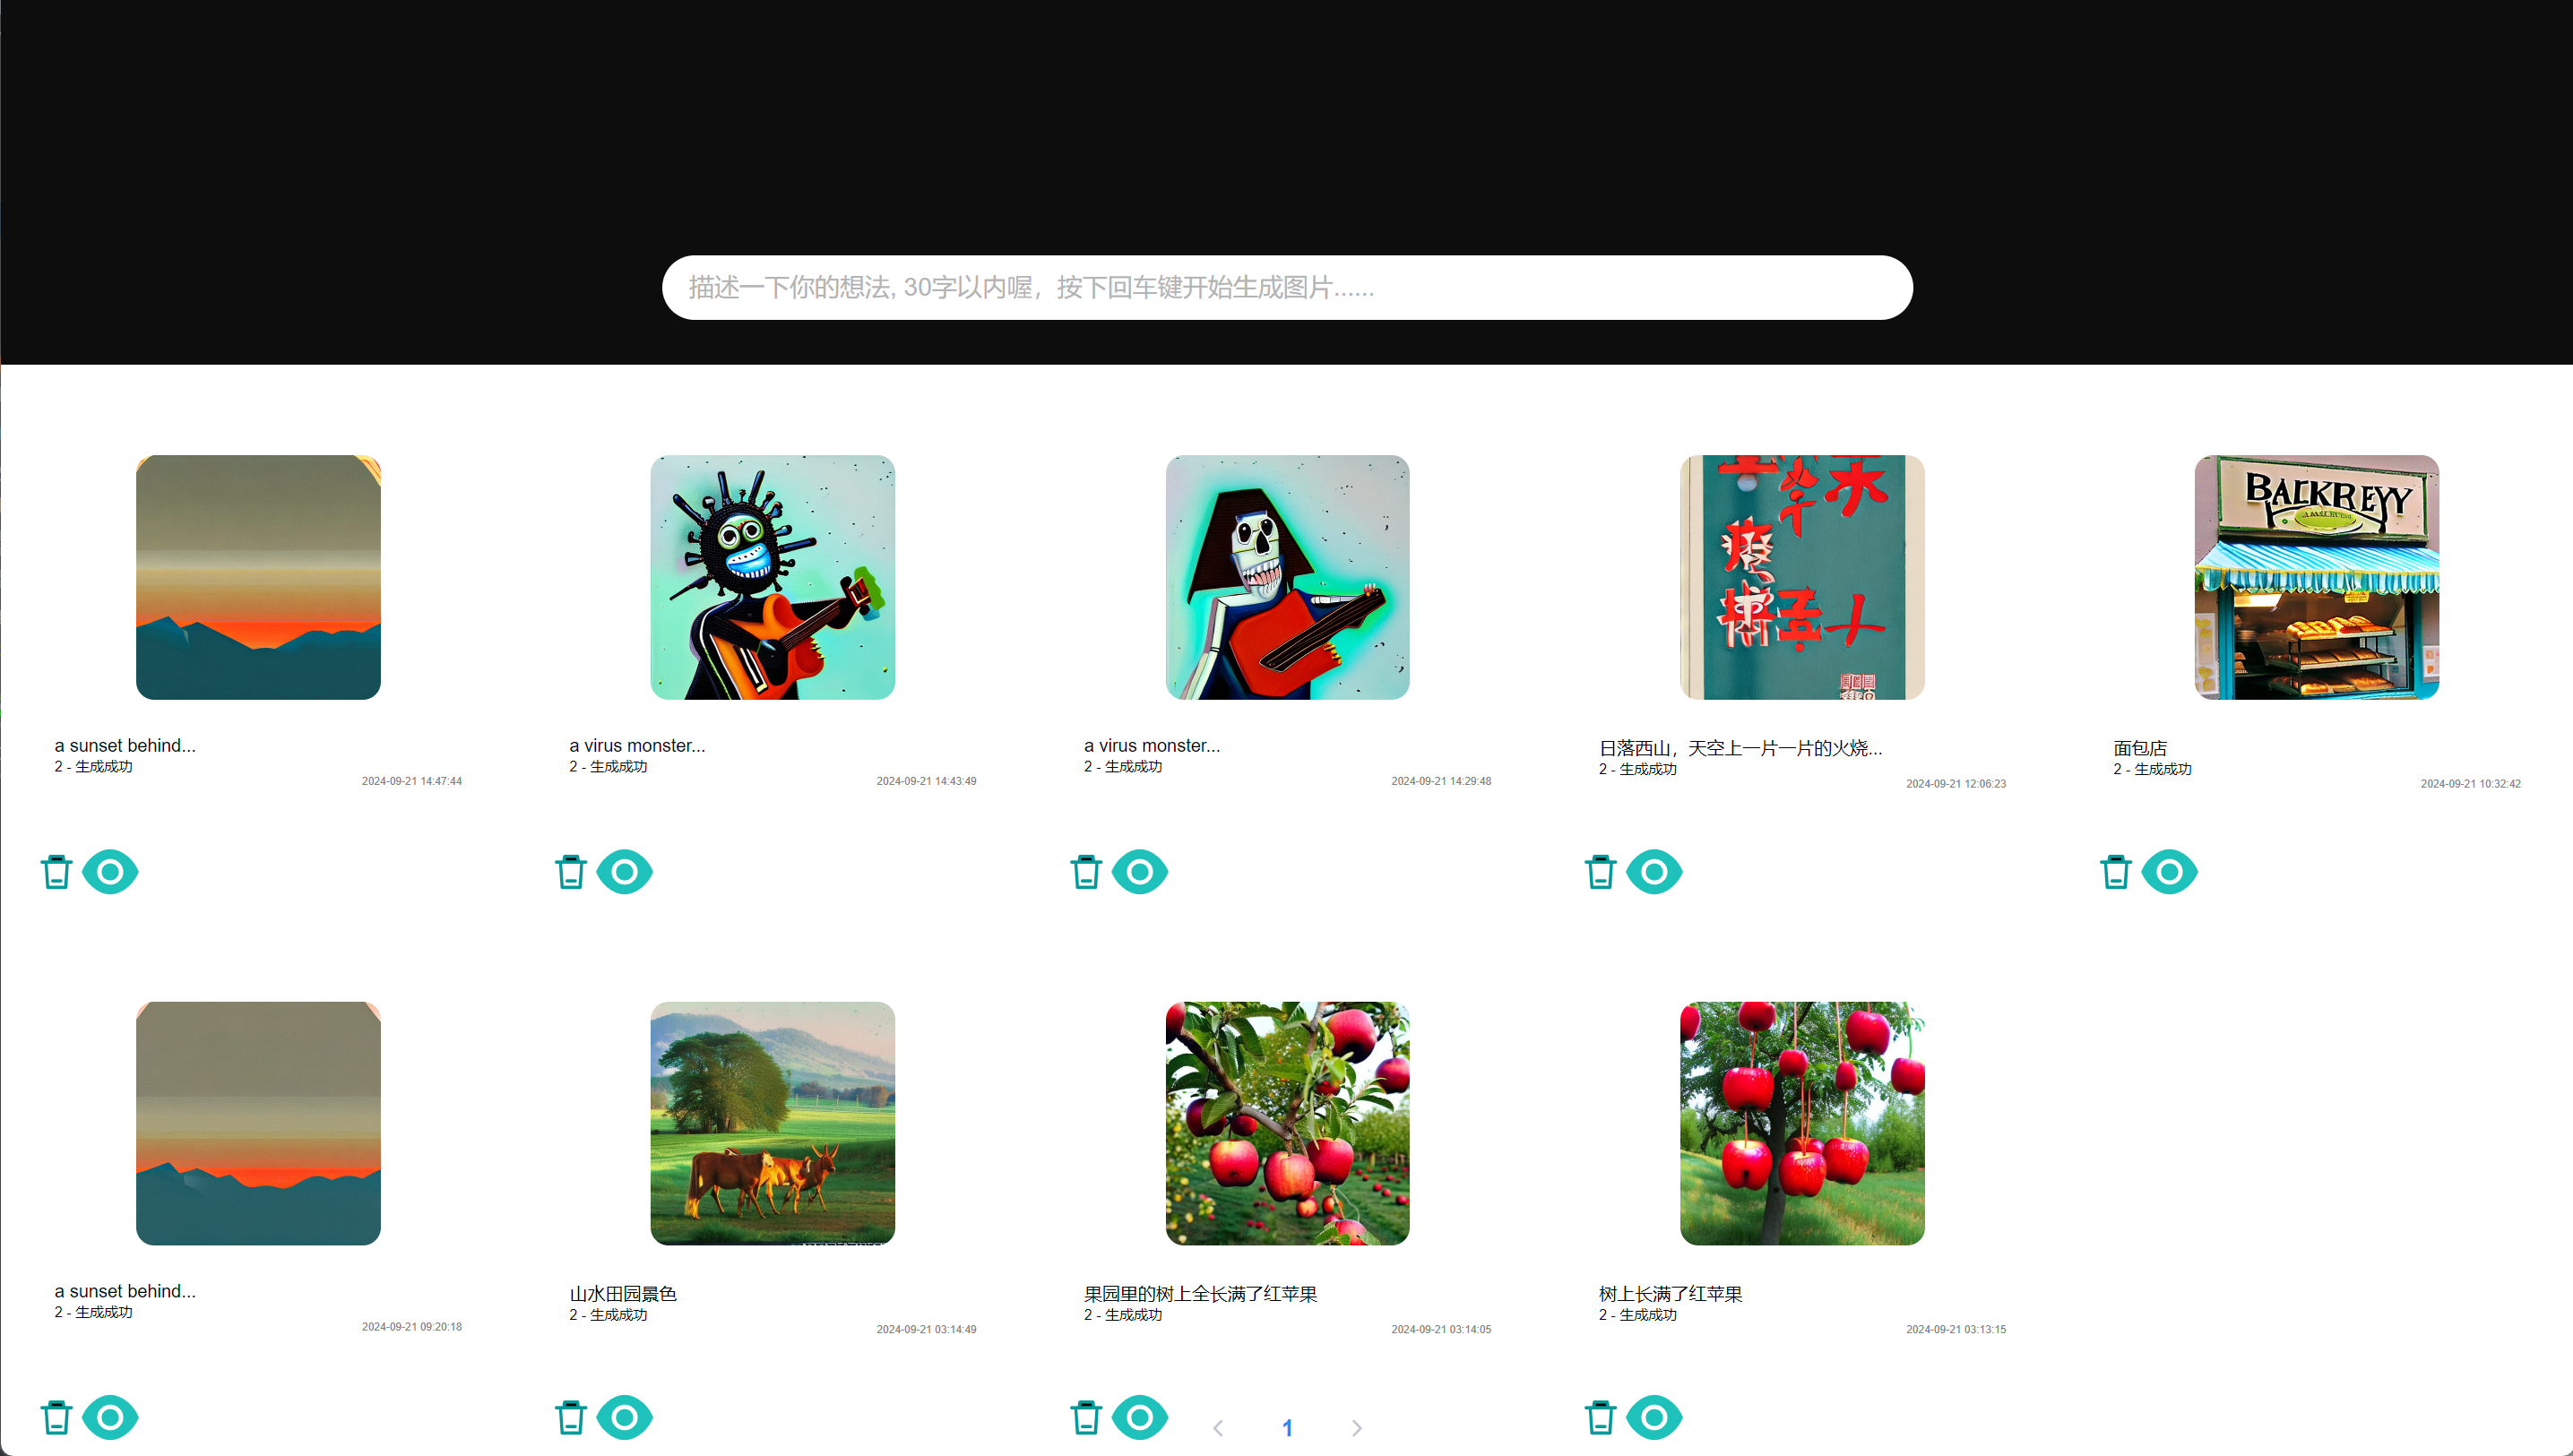 描述一下你的想法, 30字以内喔，按下回车键开始生成图片......
BACKREYY
a sunset behind...
2 - 生成成功
2024-09-21 14:47:44
a virus monster...
2 - 生成成功
2024-09-21 14:43:49
a virus monster...
2 - 生成成功
2024-09-21 14:29:48
日落西山，天空上一片一片的火烧...
2 - 生成成功
2024-09-21 12:06:23
面包店
2 - 生成成功
2024-09-21 10:32:42
a sunset behind...
2 - 生成成功
2024-09-21 09:20:18
山水田园景色
2 - 生成成功
2024-09-21 03:14:49
果园里的树上全长满了红苹果
2 - 生成成功
2024-09-21 03:14:05
树上长满了红苹果
2 - 生成成功
2024-09-21 03:13:15
1